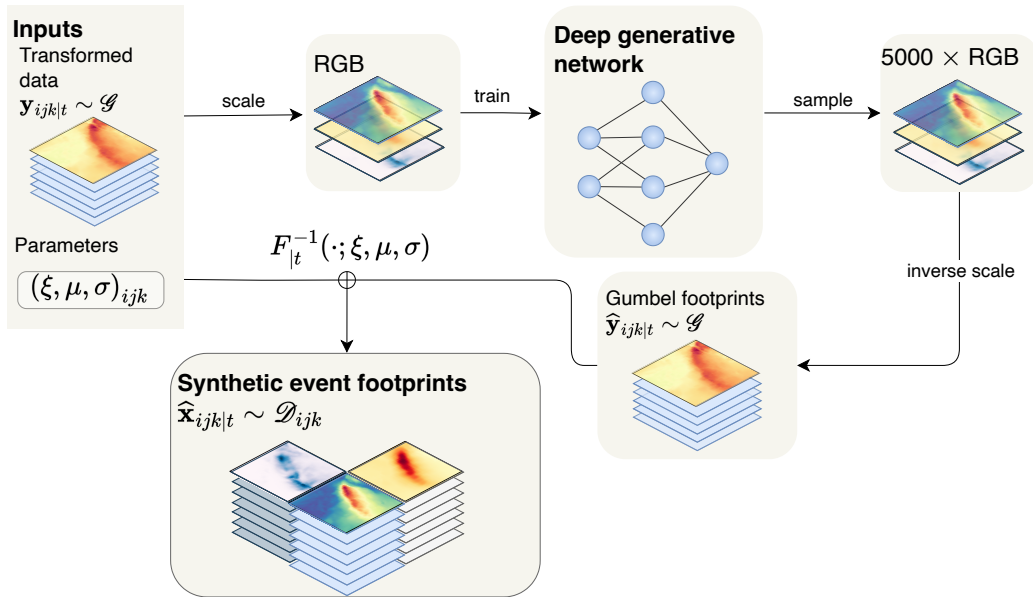 Inputs
Transformed
data
𝐲_{ijk|t} ∼ 𝒢
Parameters
(ξ, μ, σ)_{ijk}
scale
RGB
train
Deep generative
network
sample
5000 × RGB
inverse scale
Gumbel footprints
𝐲̂_{ijk|t} ∼ 𝒢
F_{|t}^{-1}(·; ξ, μ, σ)
Synthetic event footprints
𝐱̂_{ijk|t} ∼ 𝒟_{ijk}